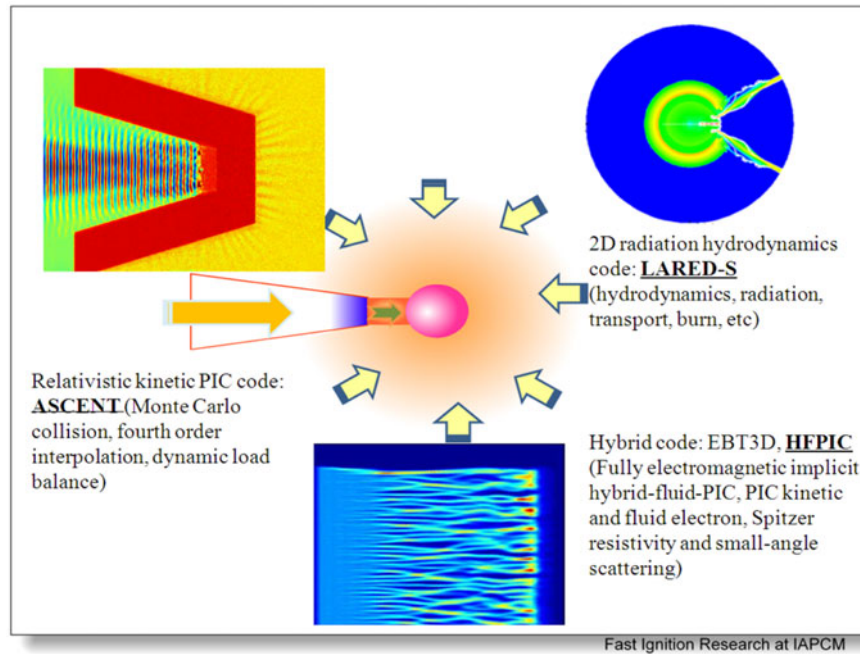 2D radiation hydrodynamics
code: LARED-S
(hydrodynamics, radiation,
transport, burn, etc)
Relativistic kinetic PIC code:
ASCENT (Monte Carlo
collision, fourth order
interpolation, dynamic load
balance)
Hybrid code: EBT3D, HFPIC
(Fully electromagnetic implicit
hybrid-fluid-PIC, PIC kinetic
and fluid electron, Spitzer
resistivity and small-angle
scattering)
Fast Ignition Research at IAPCM